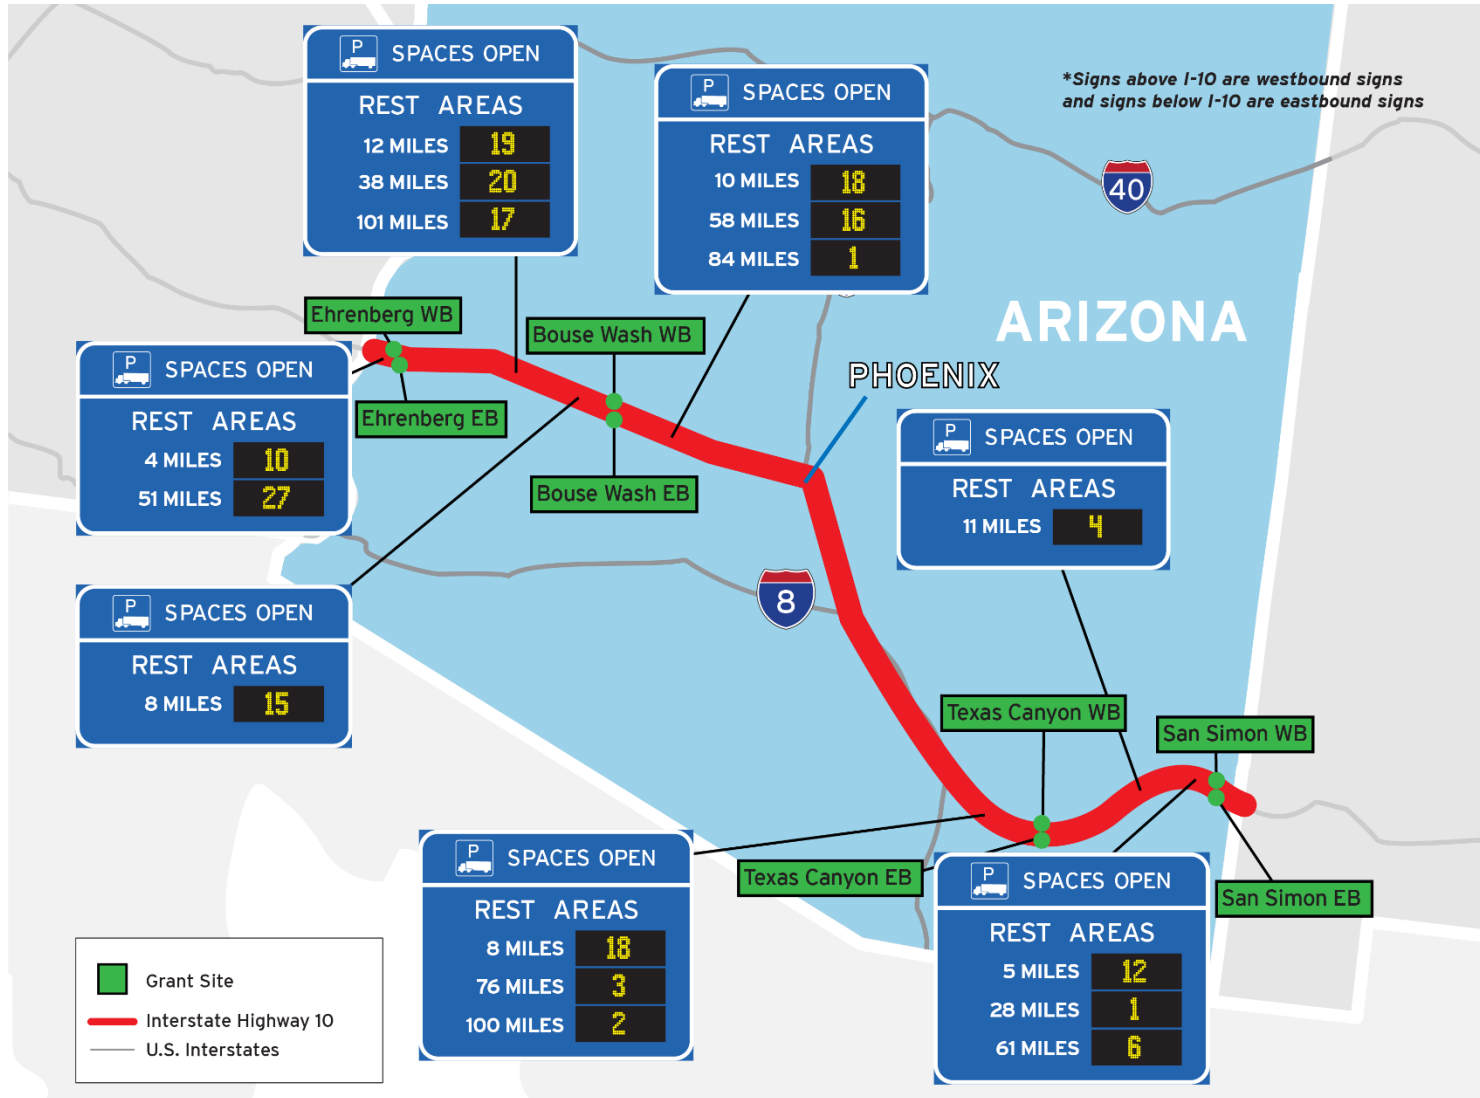 P SPACES OPEN
REST AREAS
12 MILES 19
38 MILES 20
101 MILES 17
P SPACES OPEN
REST AREAS
10 MILES 18
58 MILES 16
84 MILES 1
*Signs above I-10 are westbound signs
and signs below I-10 are eastbound signs
40
ARIZONA
Ehrenberg WB
Bouse Wash WB
PHOENIX
P SPACES OPEN
REST AREAS
4 MILES 10
51 MILES 27
Ehrenberg EB
Bouse Wash EB
P SPACES OPEN
REST AREAS
11 MILES 4
8
P SPACES OPEN
REST AREAS
8 MILES 15
Texas Canyon WB
San Simon WB
P SPACES OPEN
REST AREAS
8 MILES 18
76 MILES 3
100 MILES 2
Texas Canyon EB
P SPACES OPEN
REST AREAS
5 MILES 12
28 MILES 1
61 MILES 6
San Simon EB
Grant Site
Interstate Highway 10
U.S. Interstates